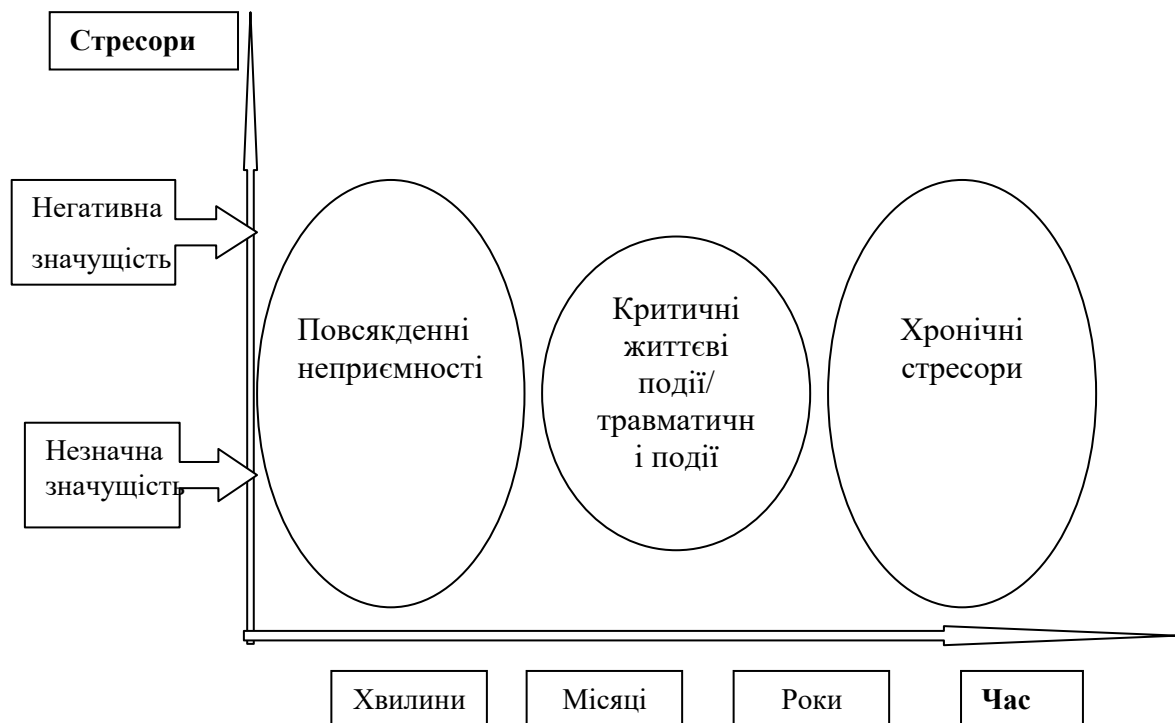 Стресори
Негативна
значущість
Повсякденні
неприємності
Критичні
життєві
події/
травматичн
і події
Хронічні
стресори
Незначна
значущість
Хвилини
Місяці
Роки
Час